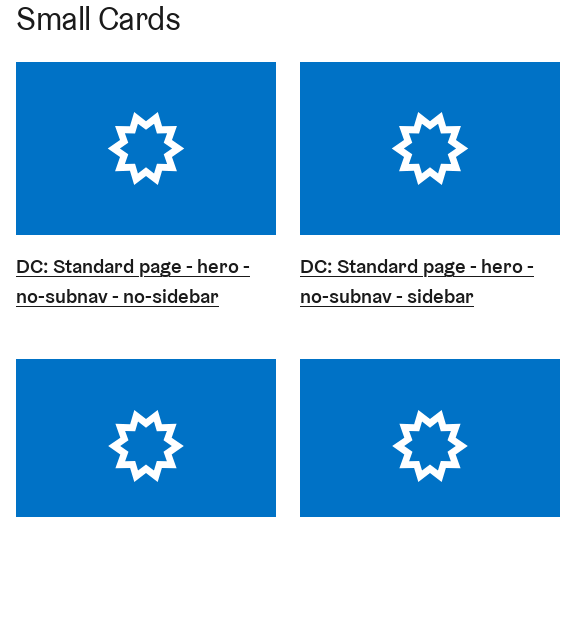 Small Cards
DC: Standard page - hero -
no-subnav - no-sidebar
DC: Standard page - hero -
no-subnav - sidebar